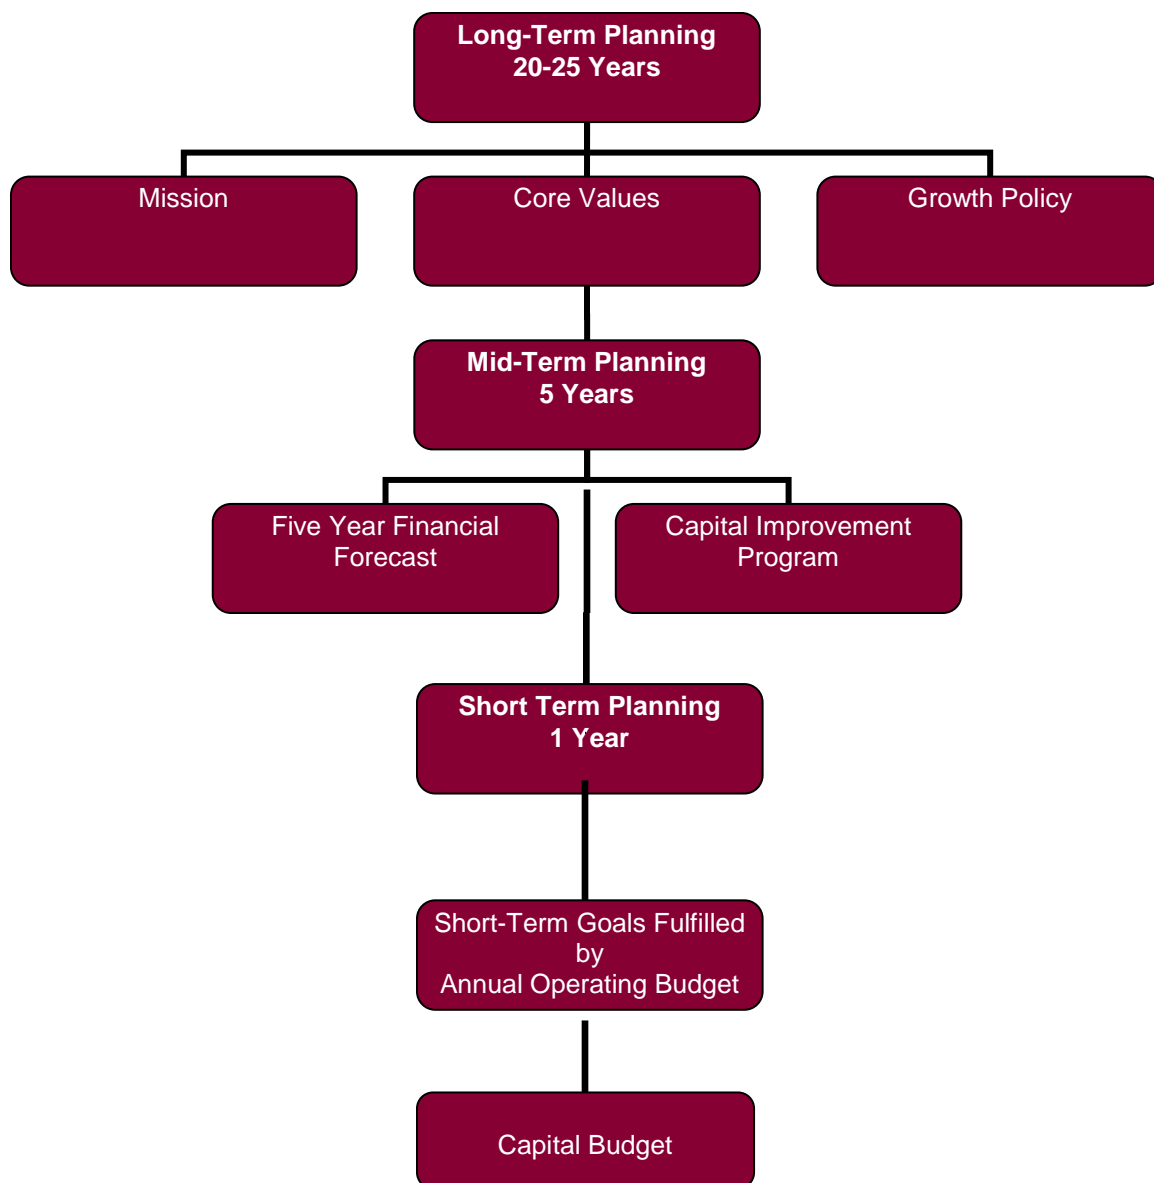 Long-Term Planning
20-25 Years
Mission
Core Values
Growth Policy
Mid-Term Planning
5 Years
Five Year Financial
Forecast
Capital Improvement
Program
Short Term Planning
1 Year
Short-Term Goals Fulfilled
by
Annual Operating Budget
Capital Budget